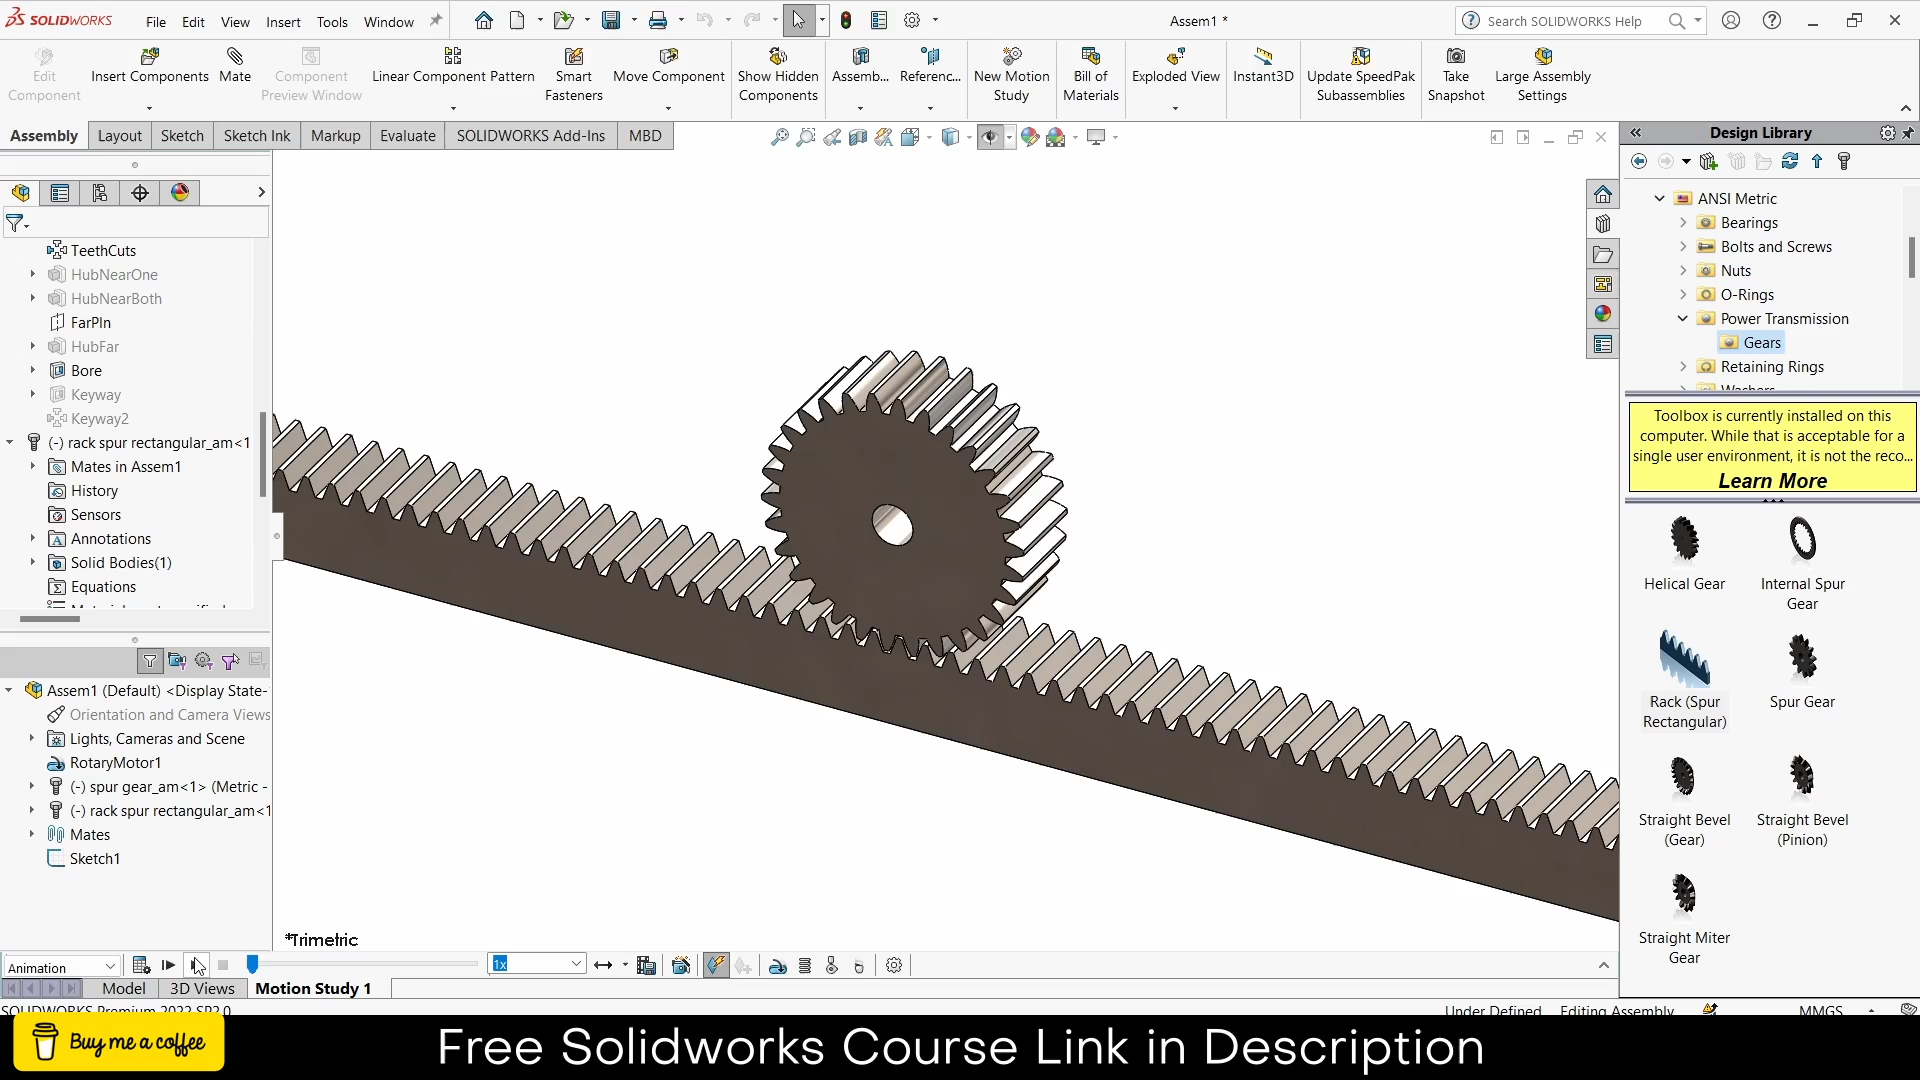 SOLIDWORKS
File Edit View Insert Tools Window
Assem1 *
Search SOLIDWORKS Help
Edit Component
Insert Components
Mate
Component Preview Window
Linear Component Pattern
Smart Fasteners
Move Component
Show Hidden Components
Assemb...
Referenc...
New Motion Study
Bill of Materials
Exploded View
Instant3D
Update SpeedPak Subassemblies
Take Snapshot
Large Assembly Settings
Assembly Layout Sketch Sketch Ink Markup Evaluate SOLIDWORKS Add-Ins MBD
TeethCuts
HubNearOne
HubNearBoth
FarPln
HubFar
Bore
Keyway
Keyway2
(-) rack spur rectangular_am<1
Mates in Assem1
History
Sensors
Annotations
Solid Bodies(1)
Equations
Assem1 (Default) <Display State-
Orientation and Camera Views
Lights, Cameras and Scene
RotaryMotor1
(-) spur gear_am<1> (Metric -
(-) rack spur rectangular_am<1
Mates
Sketch1
*Trimetric
Animation
1x
Model 3D Views Motion Study 1
SOLIDWORKS Premium 2022 SP2.0
Under Defined Editing Assembly MMGS
Design Library
ANSI Metric
Bearings
Bolts and Screws
Nuts
O-Rings
Power Transmission
Gears
Retaining Rings
Washers
Toolbox is currently installed on this
computer. While that is acceptable for a
single user environment, it is not the reco...
Learn More
Helical Gear
Internal Spur Gear
Rack (Spur Rectangular)
Spur Gear
Straight Bevel (Gear)
Straight Bevel (Pinion)
Straight Miter Gear
Buy me a coffee
Free Solidworks Course Link in Description